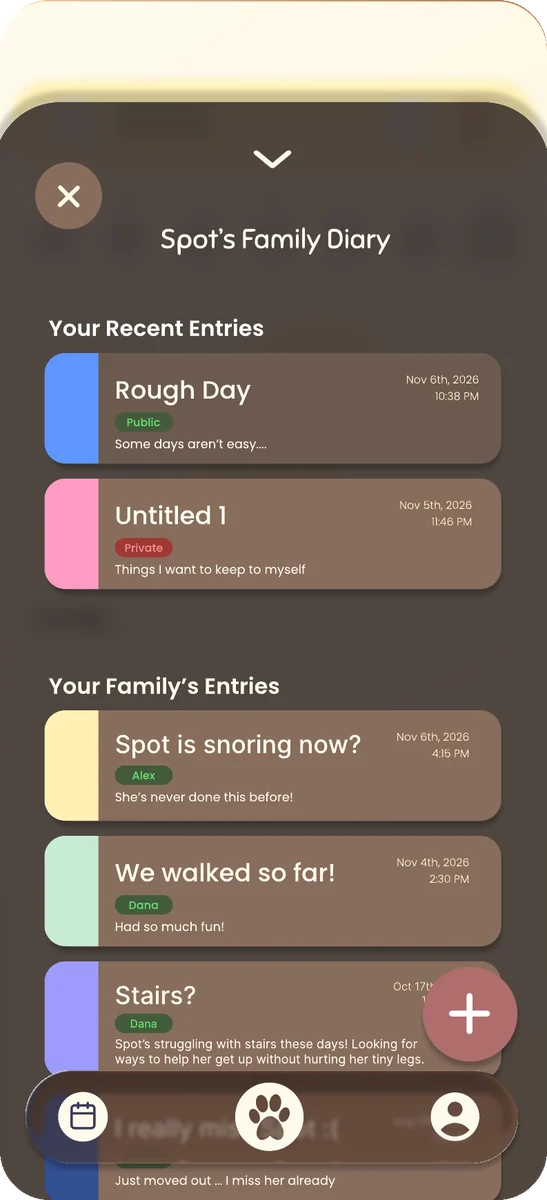 Spot's Family Diary
Your Recent Entries
Rough Day
Nov 6th, 2026
10:38 PM
Public
Some days aren't easy....
Untitled 1
Nov 5th, 2026
11:46 PM
Private
Things I want to keep to myself
Your Family's Entries
Spot is snoring now?
Nov 6th, 2026
4:15 PM
Alex
She's never done this before!
We walked so far!
Nov 4th, 2026
2:30 PM
Dana
Had so much fun!
Stairs?
Oct 17th
Dana
Spot's struggling with stairs these days! Looking for
ways to help her get up without hurting her tiny legs.
I really :(
Just moved out ... I miss her already